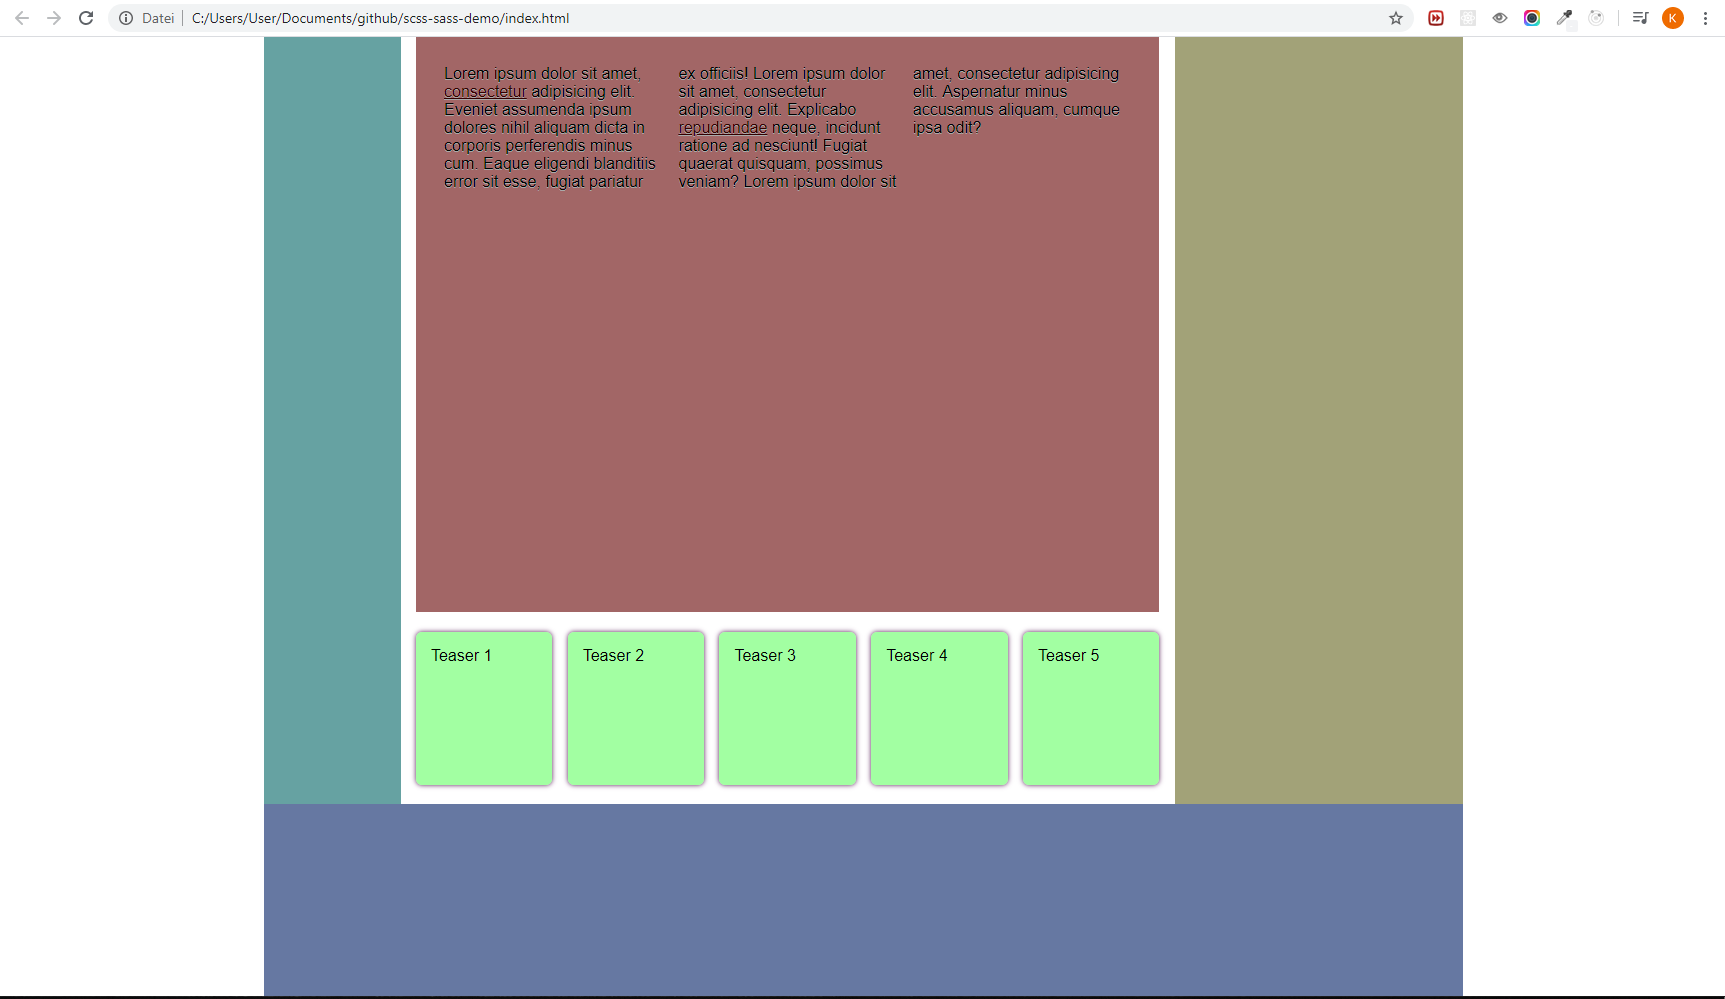 Datei C:/Users/User/Documents/github/scss-sass-demo/index.html
K
Lorem ipsum dolor sit amet,
consectetur adipisicing elit.
Eveniet assumenda ipsum
dolores nihil aliquam dicta in
corporis perferendis minus
cum. Eaque eligendi blanditiis
error sit esse, fugiat pariatur
ex officiis! Lorem ipsum dolor
sit amet, consectetur
adipisicing elit. Explicabo
repudiandae neque, incidunt
ratione ad nesciunt! Fugiat
quaerat quisquam, possimus
veniam? Lorem ipsum dolor sit
amet, consectetur adipisicing
elit. Aspernatur minus
accusamus aliquam, cumque
ipsa odit?
Teaser 1
Teaser 2
Teaser 3
Teaser 4
Teaser 5